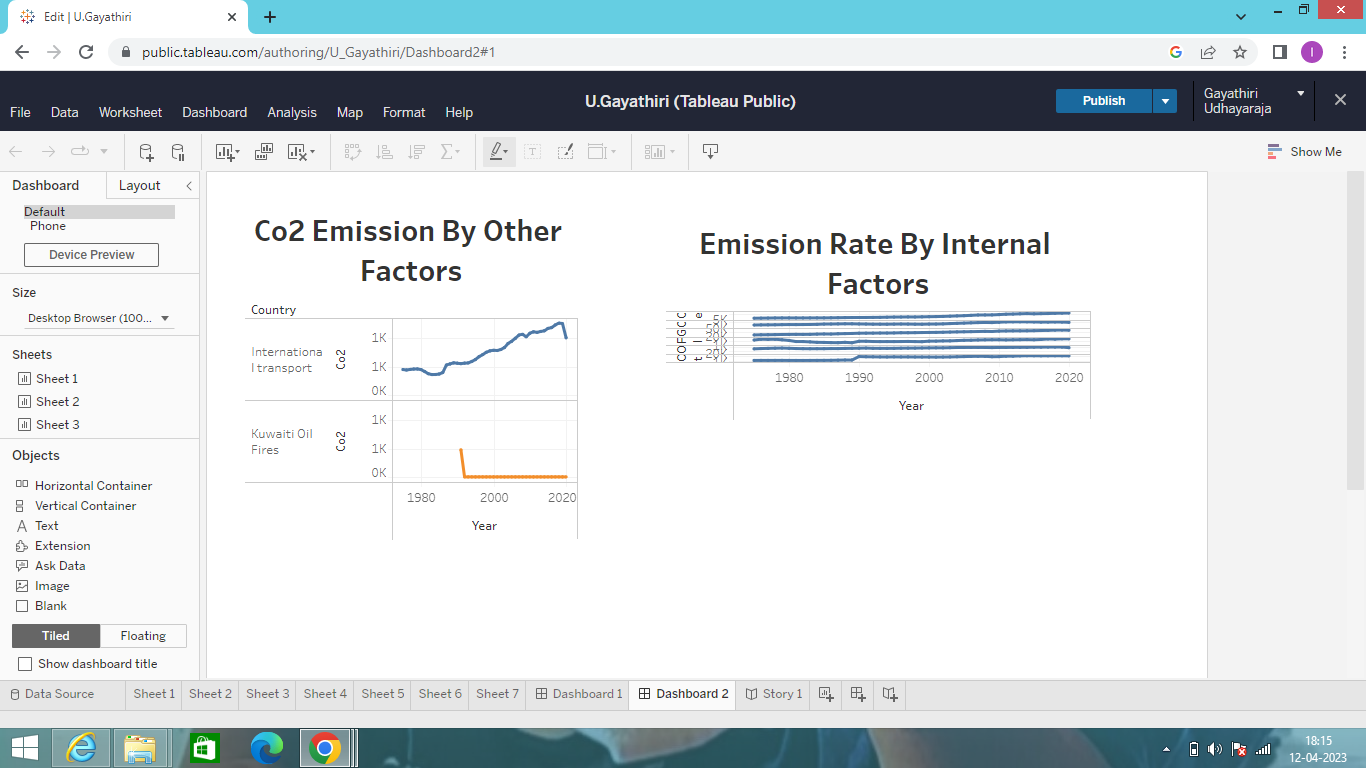 Edit | U.Gayathiri
public.tableau.com/authoring/U_Gayathiri/Dashboard2#1
I
File Data Worksheet Dashboard Analysis Map Format Help
U.Gayathiri (Tableau Public)
Publish
Gayathiri
Udhayaraja
Show Me
Dashboard Layout
Default
Phone
Device Preview
Size
Desktop Browser (100...
Sheets
Sheet 1
Sheet 2
Sheet 3
Objects
Horizontal Container
Vertical Container
Text
Extension
Ask Data
Image
Blank
Tiled Floating
Show dashboard title
Co2 Emission By Other
Factors
Country
Internationa
l transport
Co2
1K
1K
0K
Kuwaiti Oil
Fires
Co2
1K
1K
0K
1980 2000 2020
Year
Emission Rate By Internal
Factors
5K
1980 1990 2000 2010 2020
Year
Data Source Sheet 1 Sheet 2 Sheet 3 Sheet 4 Sheet 5 Sheet 6 Sheet 7 Dashboard 1 Dashboard 2 Story 1
18:15
12-04-2023